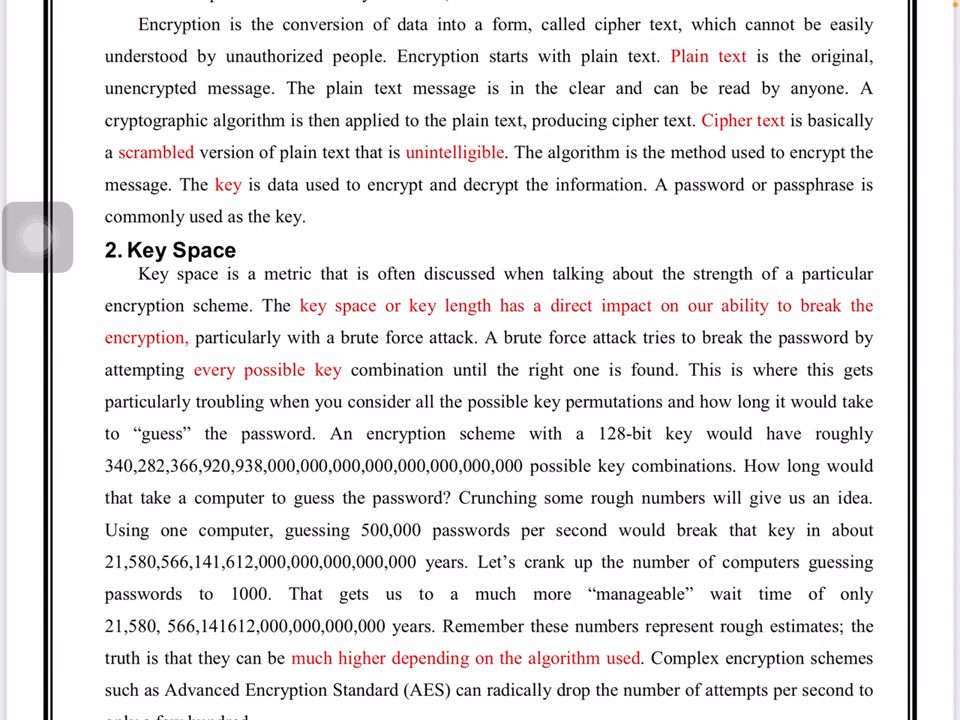 Encryption is the conversion of data into a form, called cipher text, which cannot be easily
understood by unauthorized people. Encryption starts with plain text. Plain text is the original,
unencrypted message. The plain text message is in the clear and can be read by anyone. A
cryptographic algorithm is then applied to the plain text, producing cipher text. Cipher text is basically
a scrambled version of plain text that is unintelligible. The algorithm is the method used to encrypt the
message. The key is data used to encrypt and decrypt the information. A password or passphrase is
commonly used as the key.
2. Key Space
Key space is a metric that is often discussed when talking about the strength of a particular
encryption scheme. The key space or key length has a direct impact on our ability to break the
encryption, particularly with a brute force attack. A brute force attack tries to break the password by
attempting every possible key combination until the right one is found. This is where this gets
particularly troubling when you consider all the possible key permutations and how long it would take
to “guess” the password. An encryption scheme with a 128-bit key would have roughly
340,282,366,920,938,000,000,000,000,000,000,000,000 possible key combinations. How long would
that take a computer to guess the password? Crunching some rough numbers will give us an idea.
Using one computer, guessing 500,000 passwords per second would break that key in about
21,580,566,141,612,000,000,000,000,000 years. Let’s crank up the number of computers guessing
passwords to 1000. That gets us to a much more “manageable” wait time of only
21,580, 566,141612,000,000,000,000 years. Remember these numbers represent rough estimates; the
truth is that they can be much higher depending on the algorithm used. Complex encryption schemes
such as Advanced Encryption Standard (AES) can radically drop the number of attempts per second to